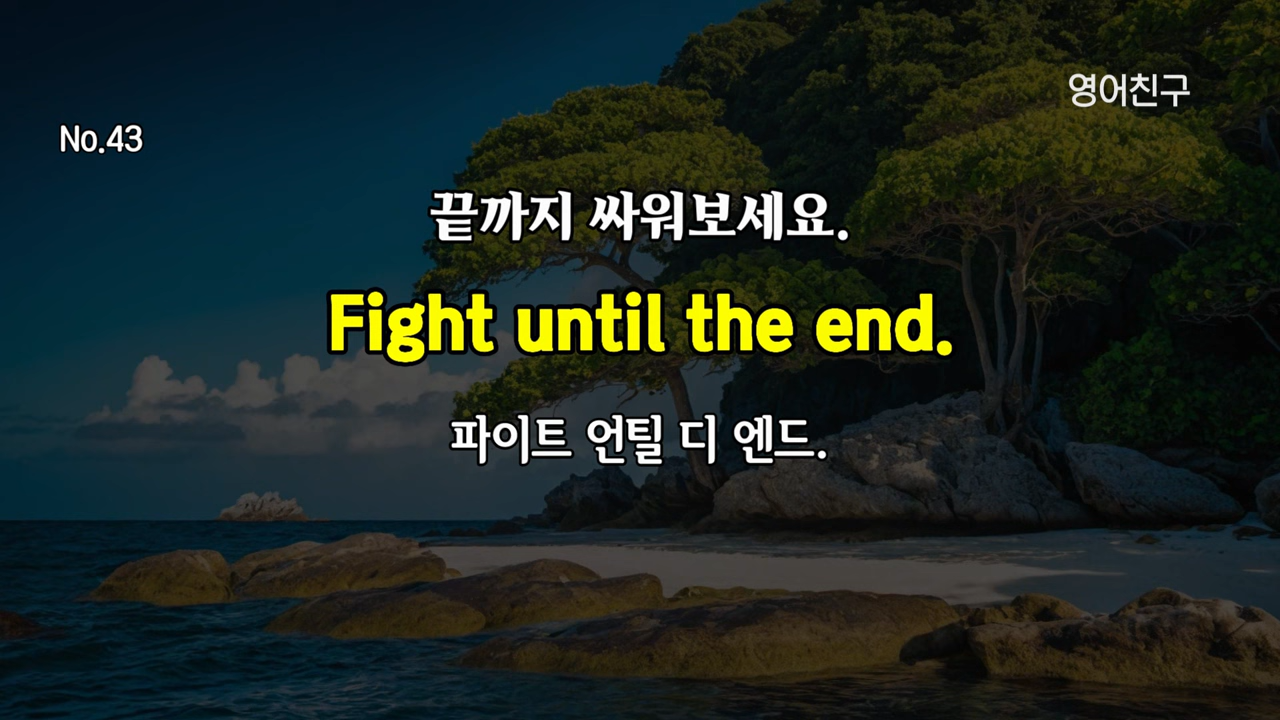 영어친구
No.43
끝까지 싸워보세요.
Fight until the end.
파이트 언틸 디 엔드.